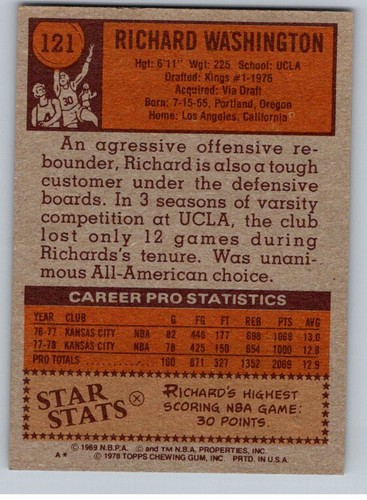 121
RICHARD WASHINGTON
Hgt: 6'11" Wgt: 225 School: UCLA
Drafted: Kings #1-1976
Acquired: Via Draft
Born: 7-15-55, Portland, Oregon
Home: Los Angeles, California
30
An agressive offensive re-
bounder, Richard is also a tough
customer under the defensive
boards. In 3 seasons of varsity
competition at UCLA, the club
lost only 12 games during
Richards's tenure. Was unani-
mous All-American choice.
CAREER PRO STATISTICS
YEAR CLUB G FG FT REB PTS AVG
76-77 KANSAS CITY NBA 82 446 177 698 1069 13.0
77-78 KANSAS CITY NBA 78 425 150 654 1000 12.8
PRO TOTALS 160 871 327 1352 2069 12.9
STAR
STATS
RICHARD'S HIGHEST
SCORING NBA GAME:
30 POINTS.
© 1969 N.B.P.A. © and TM N.B.A. PROPERTIES, INC.
A* © 1978 TOPPS CHEWING GUM, INC. PRTD. IN U.S.A.